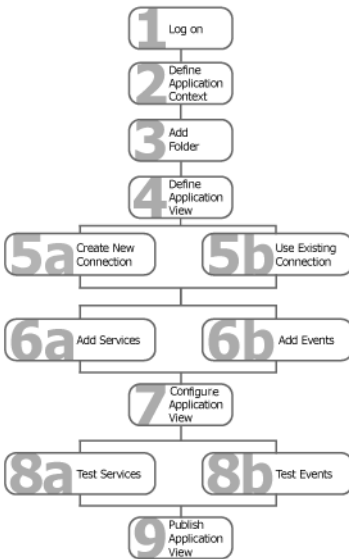 1 Log on
2 Define
Application
Context
3 Add
Folder
4 Define
Application
View
5a Create New
Connection
5b Use Existing
Connection
6a Add Services
6b Add Events
7 Configure
Application
View
8a Test Services
8b Test Events
9 Publish
Application
View